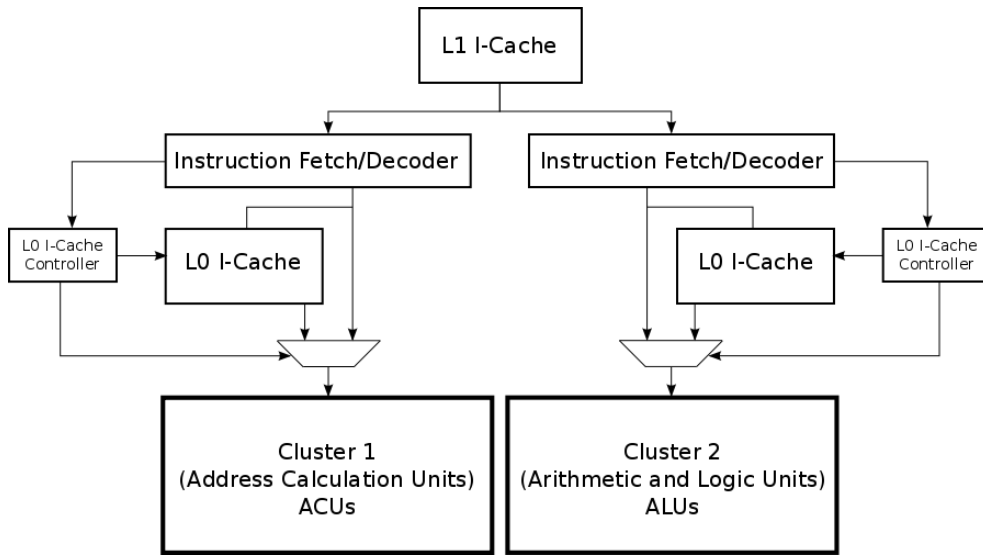 L1 I-Cache
Instruction Fetch/Decoder
Instruction Fetch/Decoder
L0 I-Cache
Controller
L0 I-Cache
L0 I-Cache
L0 I-Cache
Controller
Cluster 1
(Address Calculation Units)
ACUs
Cluster 2
(Arithmetic and Logic Units)
ALUs